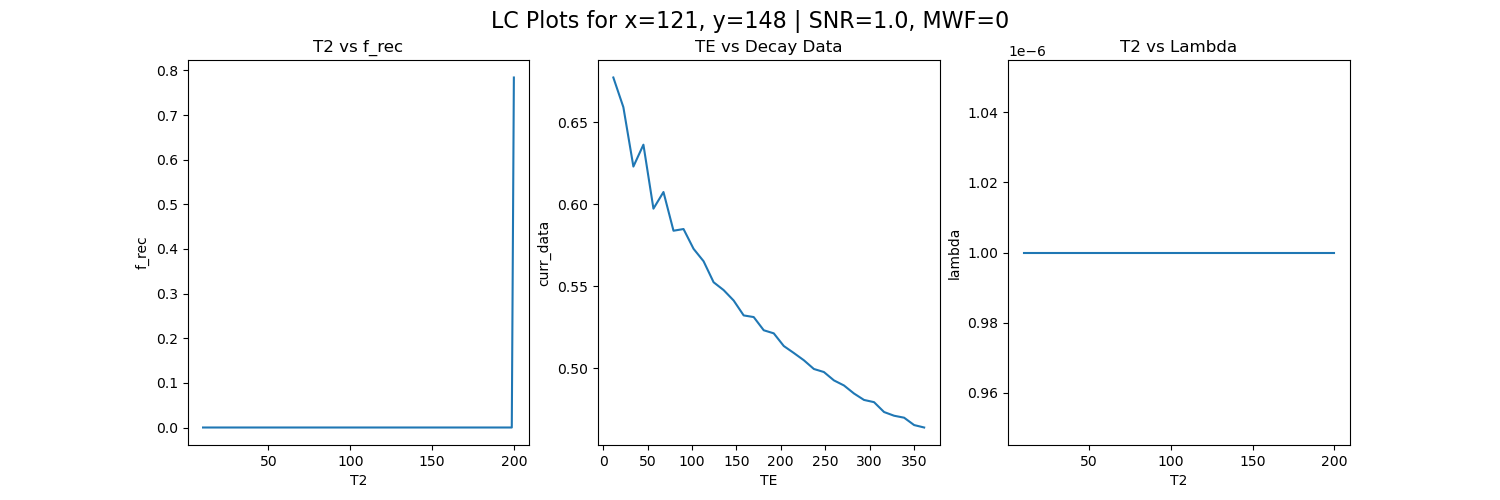 LC Plots for x=121, y=148 | SNR=1.0, MWF=0
T2 vs f_rec
0.8
0.7
0.6
0.5
0.4
0.3
0.2
0.1
0.0
f_rec
50 100 150 200
T2
TE vs Decay Data
0.65
0.60
0.55
0.50
curr_data
0 50 100 150 200 250 300 350
TE
T2 vs Lambda
1e−6
1.04
1.02
1.00
0.98
0.96
lambda
50 100 150 200
T2